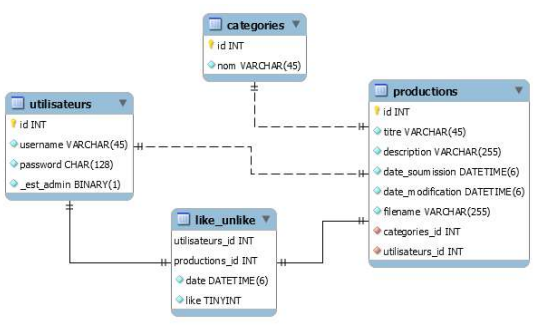 categories
id INT
nom VARCHAR(45)
utilisateurs
id INT
username VARCHAR(45)
password CHAR(128)
_est_admin BINARY(1)
productions
id INT
titre VARCHAR(45)
description VARCHAR(255)
date_soumission DATETIME(6)
date_modification DATETIME(6)
filename VARCHAR(255)
categories_id INT
utilisateurs_id INT
like_unlike
utilisateurs_id INT
productions_id INT
date DATETIME(6)
like TINYINT